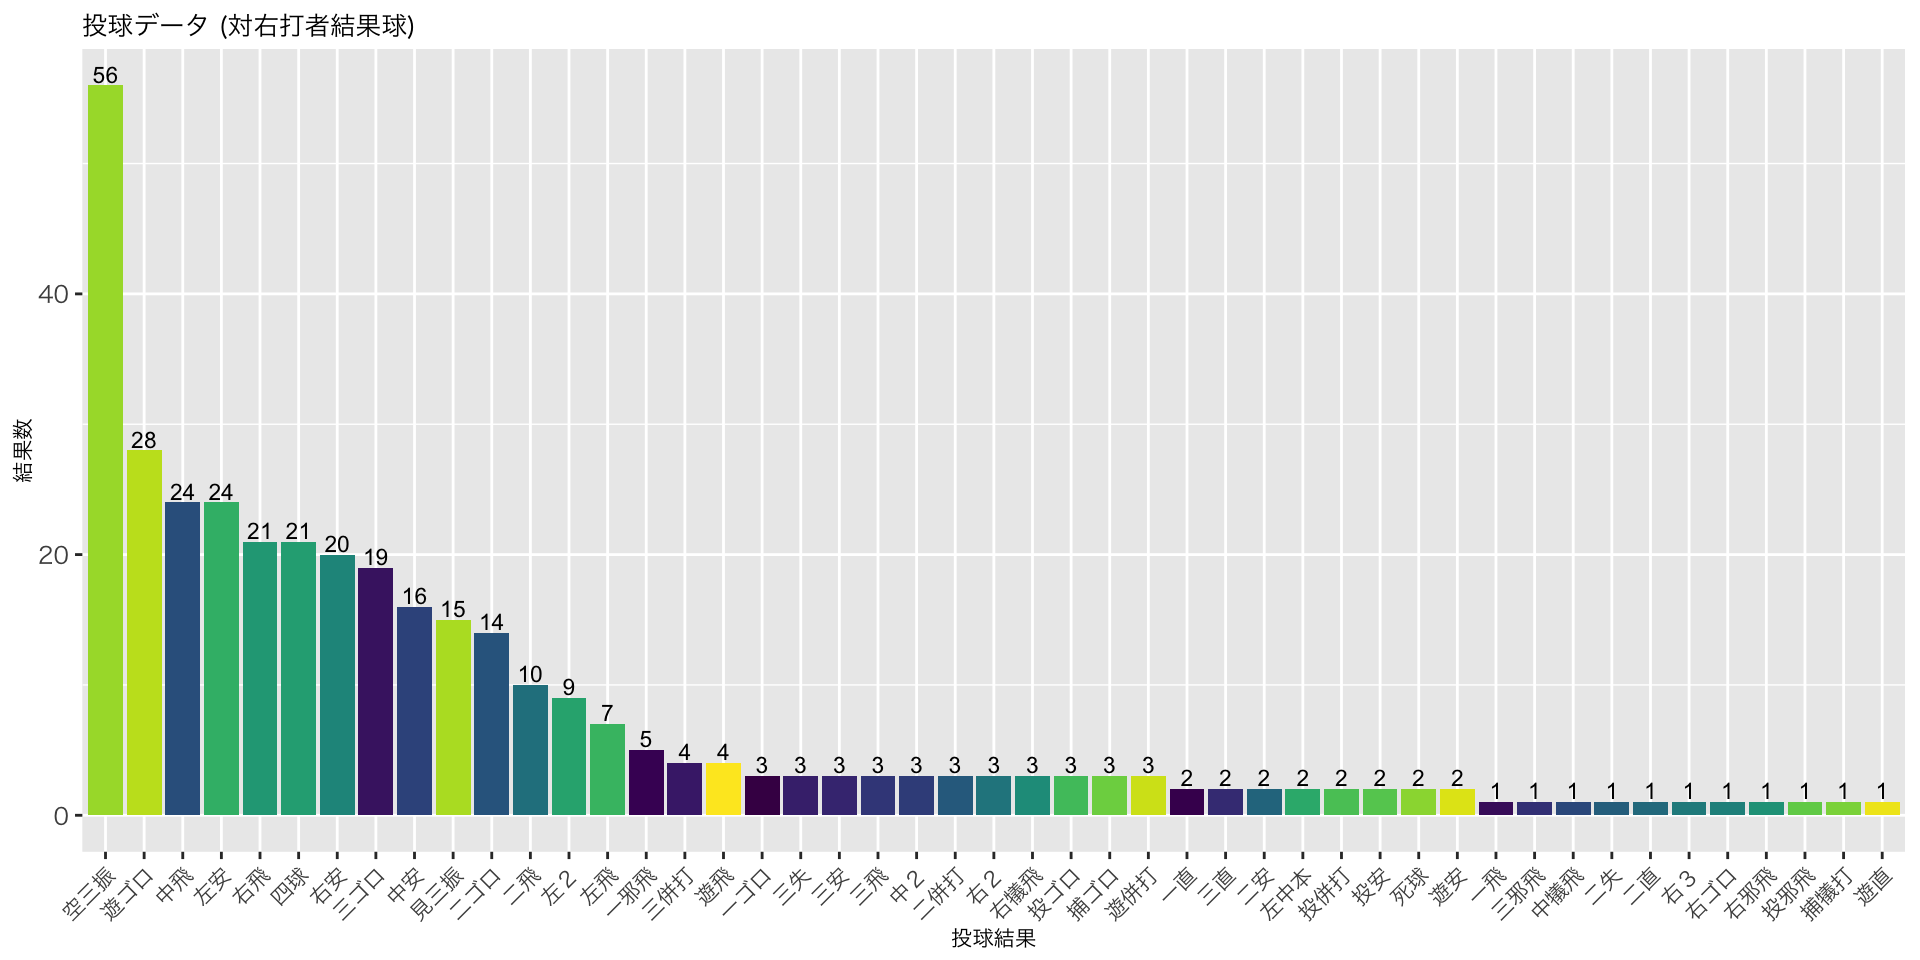 投球データ (対右打者結果球)
結果数
40
20
0
56
28
24
24
21
21
20
19
16
15
14
10
9
7
5
4
4
3
3
3
3
3
3
3
3
3
3
3
2
2
2
2
2
2
2
2
1
1
1
1
1
1
1
1
1
1
1
空三振
遊ゴロ
中飛
左安
右飛
四球
右安
三ゴロ
中安
見三振
二ゴロ
二飛
左２
左飛
一邪飛
三併打
遊飛
一ゴロ
三失
三安
三飛
中２
二併打
右２
右犠飛
投ゴロ
捕ゴロ
遊併打
一直
三直
二安
左中本
投併打
投安
死球
遊安
一飛
三邪飛
中犠飛
二失
二直
右３
右ゴロ
右邪飛
投邪飛
捕犠打
遊直
投球結果